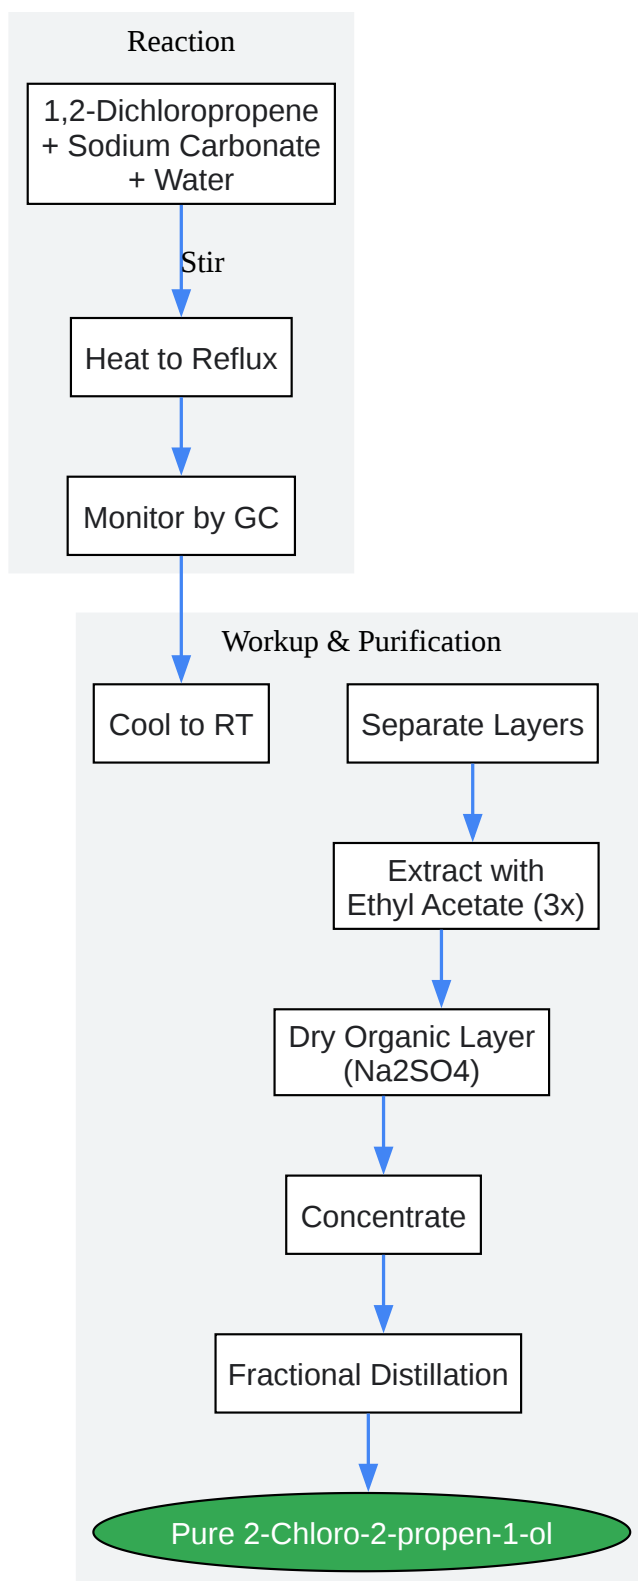 Reaction
1,2-Dichloropropene
+ Sodium Carbonate
+ Water
Stir
Heat to Reflux
Monitor by GC
Workup & Purification
Cool to RT
Separate Layers
Extract with
Ethyl Acetate (3x)
Dry Organic Layer
(Na2SO4)
Concentrate
Fractional Distillation
Pure 2-Chloro-2-propen-1-ol